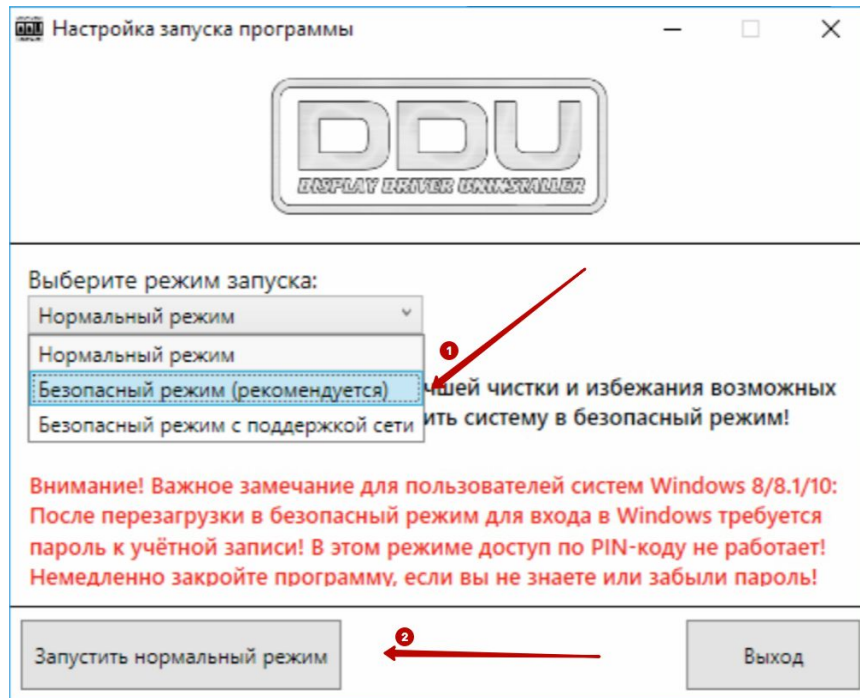 Настройка запуска программы
DDU
DISPLAY DRIVER UNINSTALLER
Выберите режим запуска:
Нормальный режим
Нормальный режим
1
Безопасный режим (рекомендуется)
чшей чистки и избежания возможных
Безопасный режим с поддержкой сети
ить систему в безопасный режим!
Внимание! Важное замечание для пользователей систем Windows 8/8.1/10:
После перезагрузки в безопасный режим для входа в Windows требуется
пароль к учётной записи! В этом режиме доступ по PIN-коду не работает!
Немедленно закройте программу, если вы не знаете или забыли пароль!
2
Запустить нормальный режим
Выход